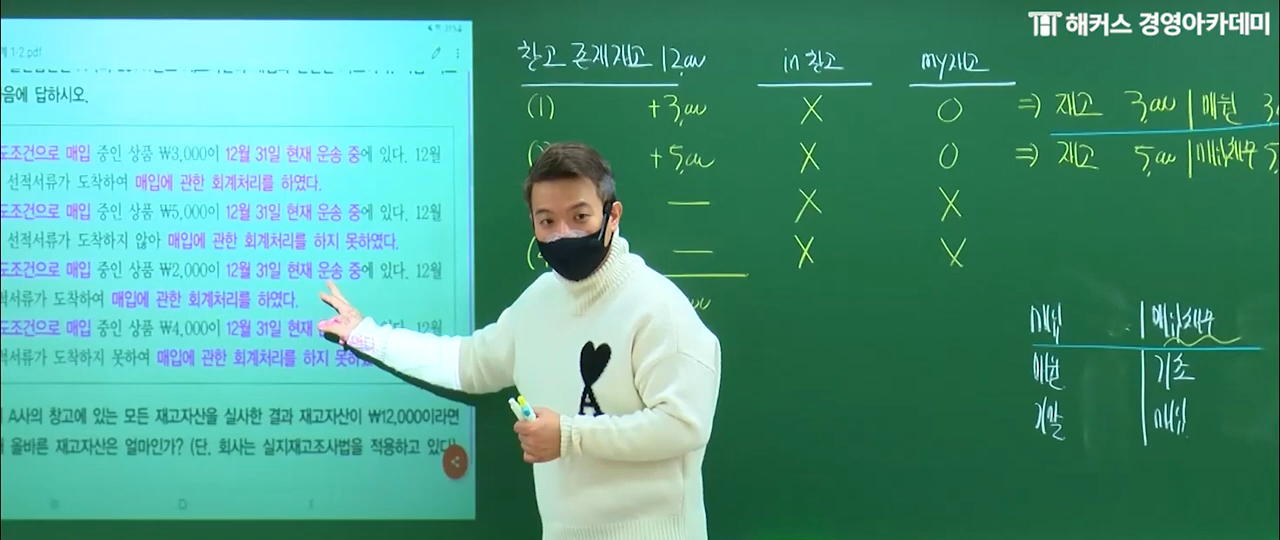 해커스 경영아카데미
1-2.pdf
음에 답하시오.
도조건으로 매입 중인 상품 ₩3,000이 12월 31일 현재 운송 중에 있다. 12월
선적서류가 도착하여 매입에 관한 회계처리를 하였다.
도조건으로 매입 중인 상품 ₩5,000이 12월 31일 현재 운송 중에 있다. 12월
선적서류가 도착하지 않아 매입에 관한 회계처리를 하지 못하였다.
도조건으로 매입 중인 상품 ₩2,000이 12월 31일 현재 운송 중에 있다. 12월
적서류가 도착하여 매입에 관한 회계처리를 하였다.
도조건으로 매입 중인 상품 ₩4,000이 12월 31일 현재 있다. 12월
적서류가 도착하지 못하여 매입에 관한 회계처리를 하지 못하
A사의 창고에 있는 모든 재고자산을 실사한 결과 재고자산이 ₩12,000이라면
올바른 재고자산은 얼마인가? (단, 회사는 실지재고조사법을 적용하고 있다)
창고 존재재고 in창고 my재고
(1) X O ⇒ 재고 | 매원
X O ⇒ 재고 | 매입채무
— X X
— X X
매입 | 매입채무
매원 | 기초
기말 | 매입
A